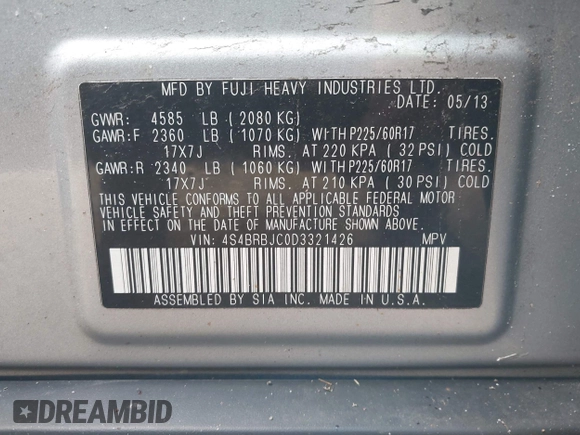 MFD BY FUJI HEAVY INDUSTRIES LTD.
DATE: 05/13
GVWR: 4585 LB ( 2080 KG)
GAWR:F 2360 LB ( 1070 KG) WITH P225/60R17 TIRES.
17X7J RIMS. AT 220 KPA ( 32 PSI) COLD
GAWR:R 2340 LB ( 1060 KG) WITH P225/60R17 TIRES.
17X7J RIMS. AT 210 KPA ( 30 PSI) COLD
THIS VEHICLE CONFORMS TO ALL APPLICABLE FEDERAL MOTOR
VEHICLE SAFETY AND THEFT PREVENTION STANDARDS
IN EFFECT ON THE DATE OF MANUFACTURE SHOWN ABOVE.
VIN: 4S4BRBJC0D3321426 MPV
ASSEMBLED BY SIA INC. MADE IN U.S.A.
DREAMBID